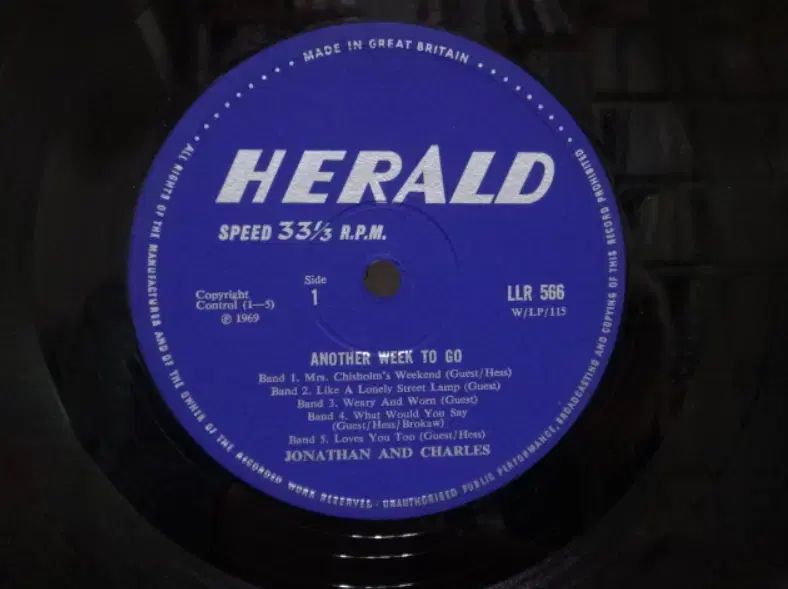 MADE IN GREAT BRITAIN
HERALD
SPEED 33⅓ R.P.M.
Copyright
Control (1—5)
℗ 1969
Side
1
LLR 566
W/LP/115
ANOTHER WEEK TO GO
Band 1. Mrs. Chisholm's Weekend (Guest/Hess)
Band 2. Like A Lonely Street Lamp (Guest)
Band 3. Weary And Worn (Guest)
Band 4. What Would You Say
(Guest/Hess/Brokaw)
Band 5. Loves You Too (Guest/Hess)
JONATHAN AND CHARLES
ALL RIGHTS OF THE MANUFACTURER AND OF THE OWNER OF THE RECORDED WORK RESERVED · UNAUTHORISED PUBLIC PERFORMANCE, BROADCASTING AND COPYING OF THIS RECORD PROHIBITED